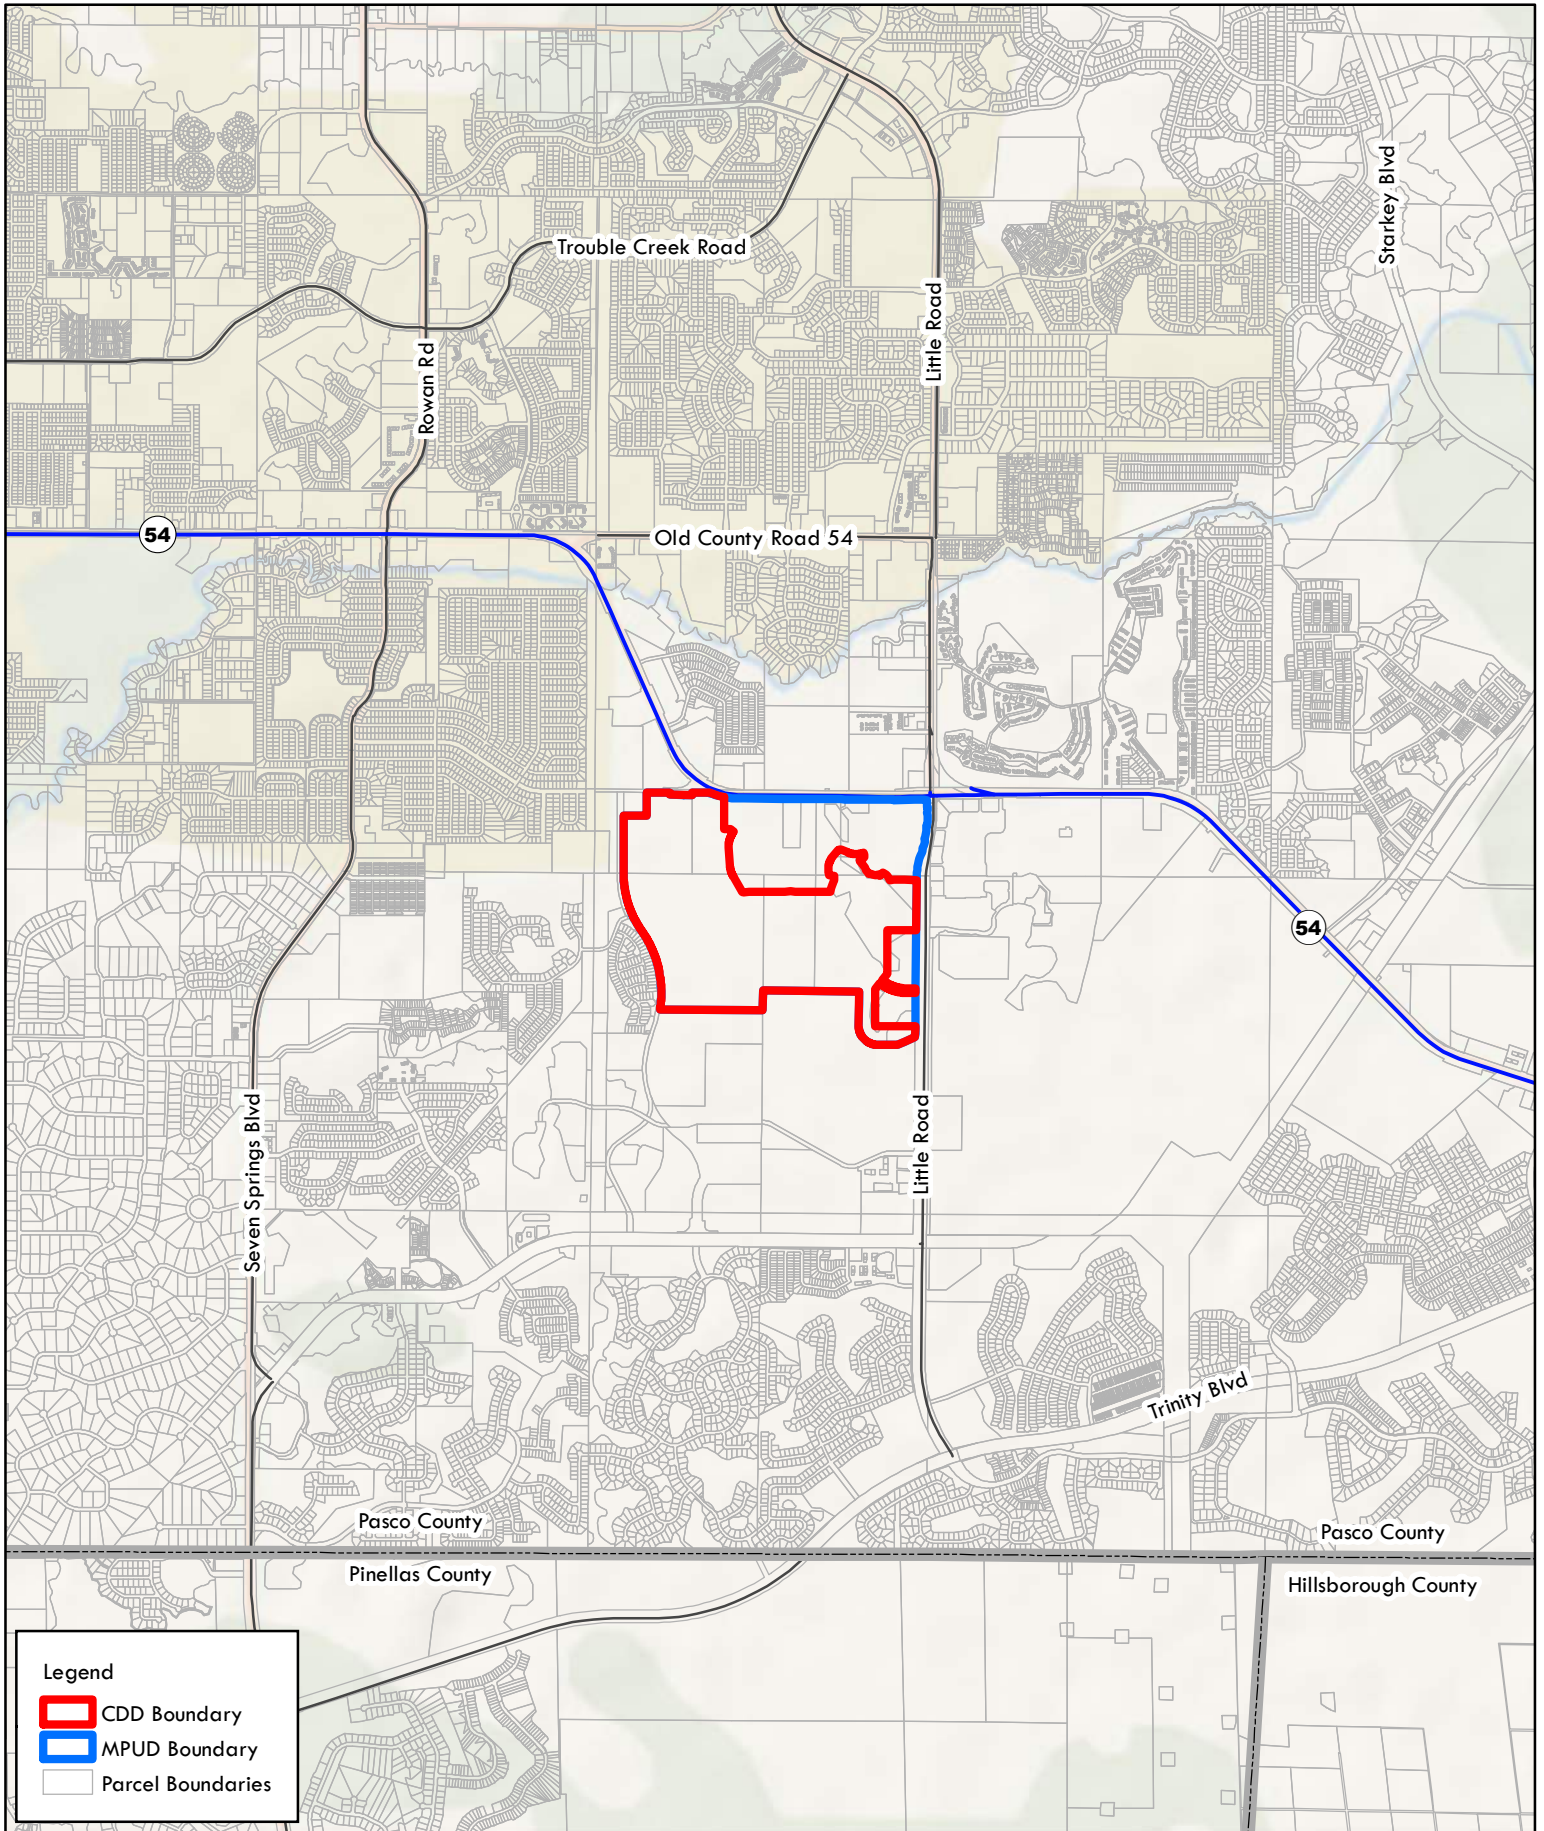 Starkey Blvd
Trouble Creek Road
Little Road
Rowan Rd
54
Old County Road 54
54
Seven Springs Blvd
Little Road
Trinity Blvd
Pasco County
Pasco County
Pinellas County
Hillsborough County
Legend
CDD Boundary
MPUD Boundary
Parcel Boundaries